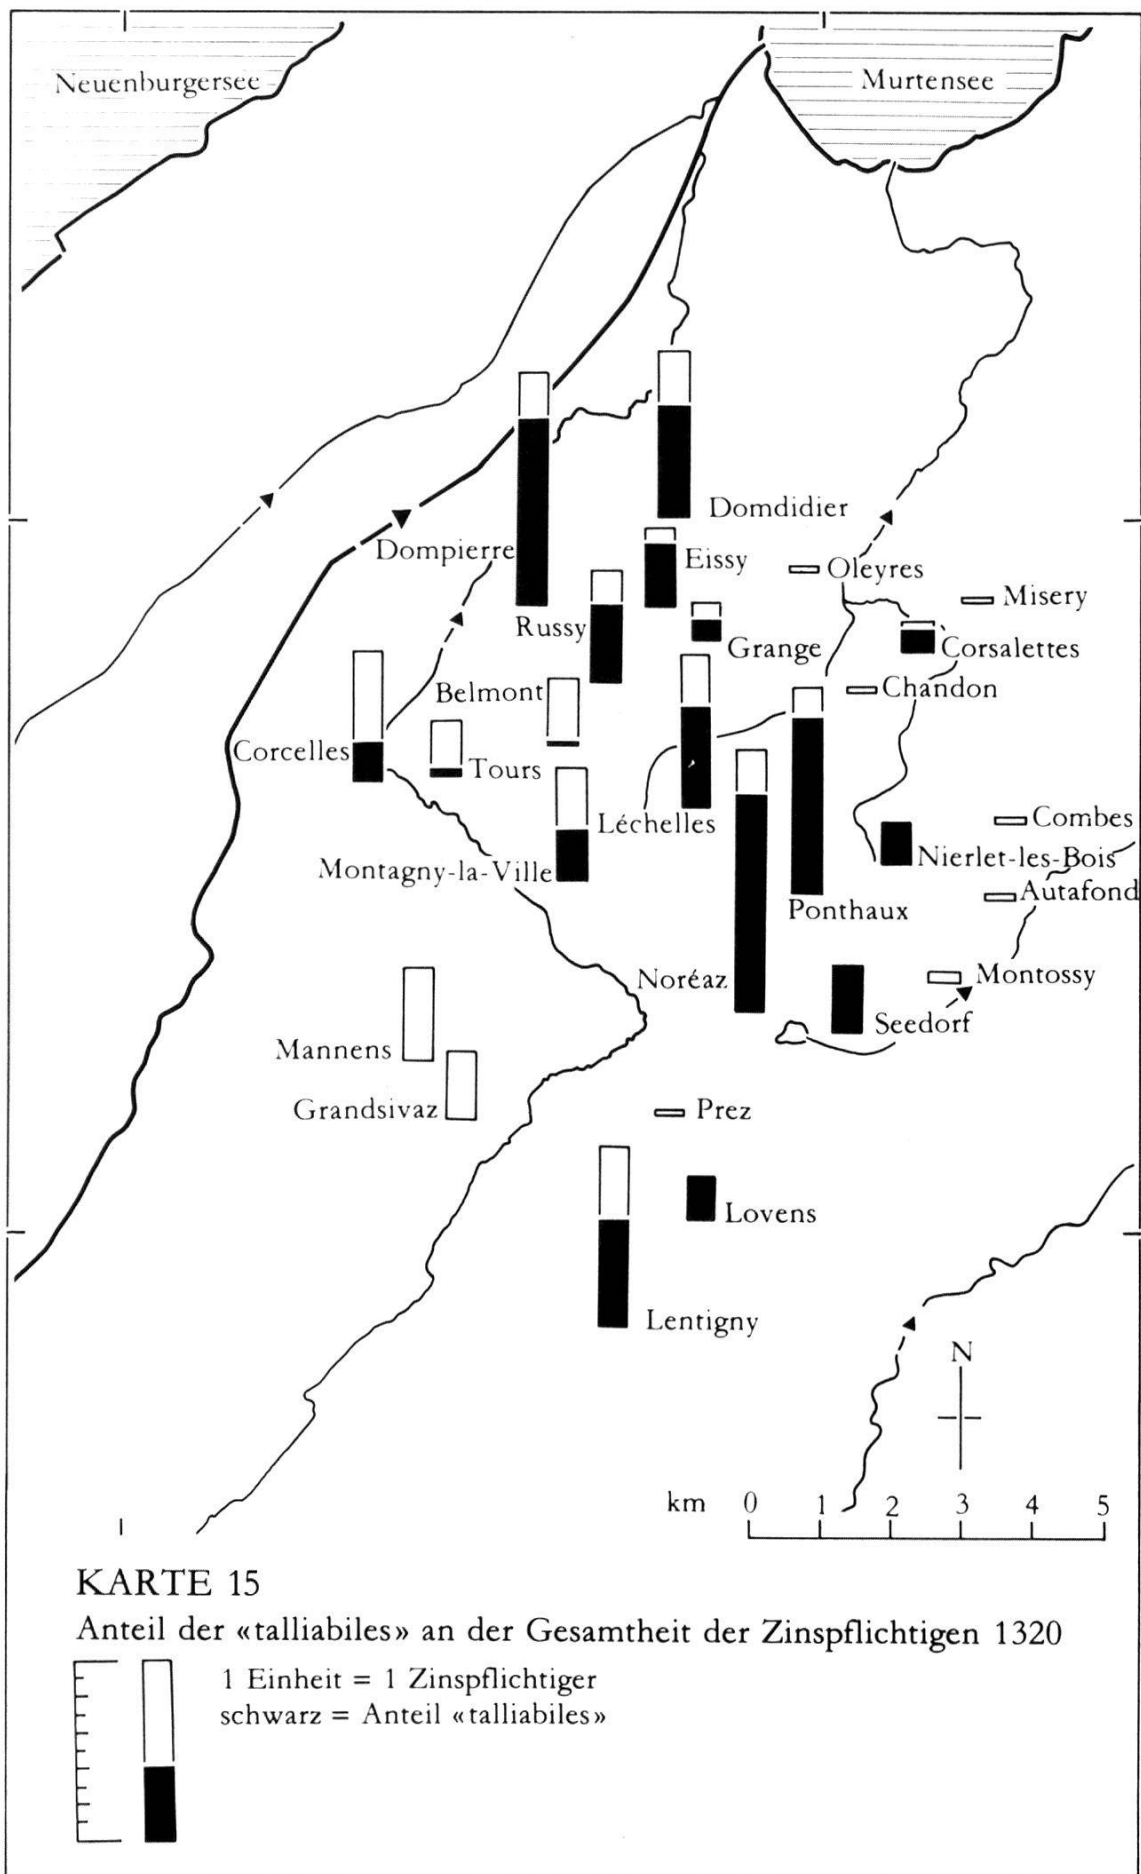 Neuenburgersee
Murtensee
Domdidier
Dompierre
Eissy
Oleyres
Misery
Russy
Grange
Corsalettes
Belmont
Chandon
Corcelles
Tours
Léchelles
Combes
Montagny-la-Ville
Nierlet-les-Bois
Autafond
Ponthaux
Noréaz
Montossy
Seedorf
Mannens
Grandsivaz
Prez
Lovens
Lentigny
N
km 0 1 2 3 4 5
KARTE 15
Anteil der «talliabiles» an der Gesamtheit der Zinspflichtigen 1320
1 Einheit = 1 Zinspflichtiger
schwarz = Anteil «talliabiles»